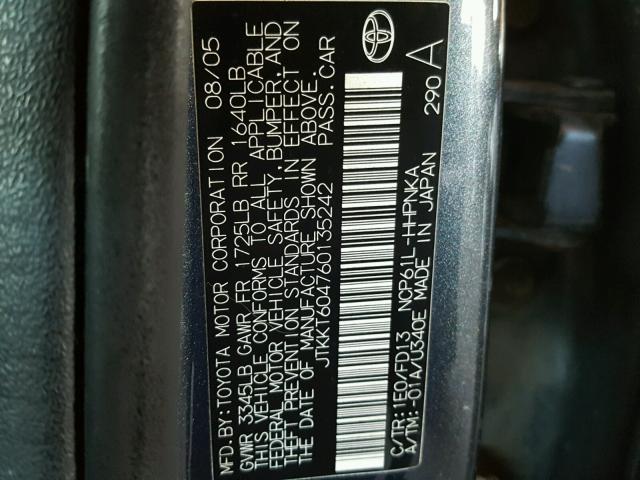 MFD.BY:TOYOTA MOTOR CORPORATION 08/05
GVWR 3345LB GAWR FR 1725LB RR 1640LB
THIS VEHICLE CONFORMS TO ALL APPLICABLE
FEDERAL MOTOR VEHICLE SAFETY, BUMPER, AND
THEFT PREVENTION STANDARDS IN EFFECT ON
THE DATE OF MANUFACTURE SHOWN ABOVE.
JTKKT604760135242 PASS.CAR
C/TR:1E0/FD13 NCP61L-HHPNKA
A/TM:-01A/U340E MADE IN JAPAN
290 A